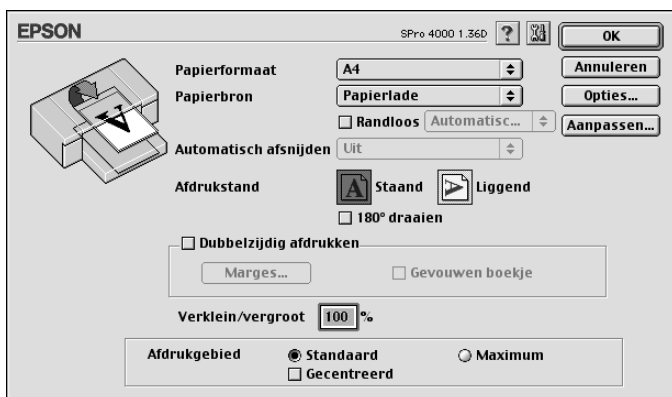 EPSON SPro 4000 1.36D ? OK
Papierformaat A4 Annuleren
Papierbron Papierlade Opties...
Randloos Automatisc... Aanpassen...
Automatisch afsnijden Uit
Afdrukstand A Staand A Liggend
180° draaien
Dubbelzijdig afdrukken
Marges... Gevouwen boekje
Verklein/vergroot 100 %
Afdrukgebied Standaard Maximum
Gecentreerd